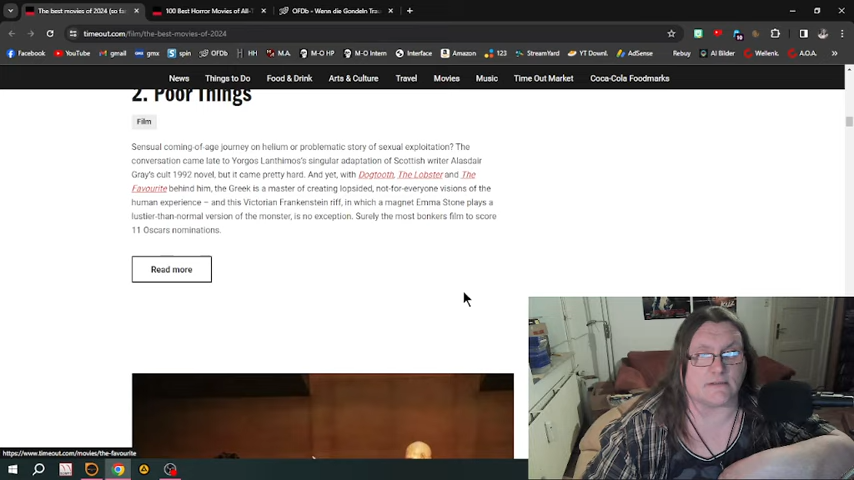 The best movies of 2024 (so fa
100 Best Horror Movies of All-T
OFDb - Wenn die Gondeln Trau
timeout.com/film/the-best-movies-of-2024
Facebook
YouTube
gmail
gmx
spin
OFDb
HH
M.A.
M-O HP
M-O Intern
Interface
Amazon
123
StreamYard
YT Downl.
AdSense
Rebuy
AI Bilder
Wellenk.
A.O.A.
News
Things to Do
Food & Drink
Arts & Culture
Travel
Movies
Music
Time Out Market
Coca-Cola Foodmarks
2. Poor Things
Film
Sensual coming-of-age journey on helium or problematic story of sexual exploitation? The
conversation came late to Yorgos Lanthimos's singular adaptation of Scottish writer Alasdair
Gray's cult 1992 novel, but it came pretty hard. And yet, with Dogtooth, The Lobster and The
Favourite behind him, the Greek is a master of creating lopsided, not-for-everyone visions of the
human experience – and this Victorian Frankenstein riff, in which a magnet Emma Stone plays a
lustier-than-normal version of the monster, is no exception. Surely the most bonkers film to score
11 Oscars nominations.
Read more
https://www.timeout.com/movies/the-favourite